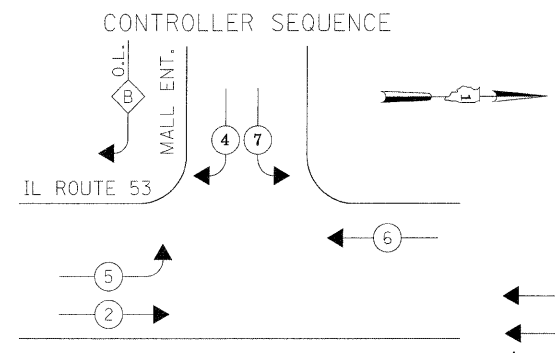 CONTROLLER SEQUENCE
O.L.
B
MALL ENT.
4 7
IL ROUTE 53
6
5
2